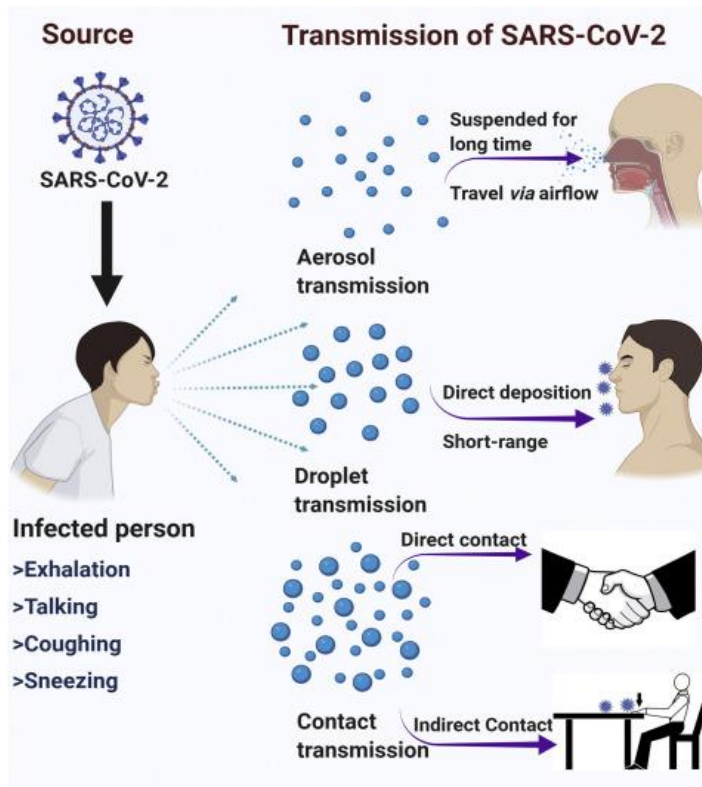 Source
Transmission of SARS-CoV-2
SARS-CoV-2
Suspended for
long time
Travel via airflow
Aerosol
transmission
Direct deposition
Short-range
Droplet
transmission
Infected person
>Exhalation
>Talking
>Coughing
>Sneezing
Direct contact
Contact
transmission
Indirect Contact